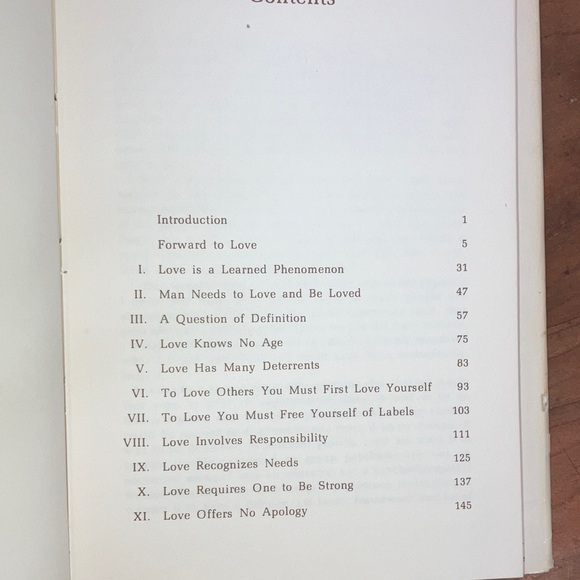 Contents
Introduction 1
Forward to Love 5
I. Love is a Learned Phenomenon 31
II. Man Needs to Love and Be Loved 47
III. A Question of Definition 57
IV. Love Knows No Age 75
V. Love Has Many Deterrents 83
VI. To Love Others You Must First Love Yourself 93
VII. To Love You Must Free Yourself of Labels 103
VIII. Love Involves Responsibility 111
IX. Love Recognizes Needs 125
X. Love Requires One to Be Strong 137
XI. Love Offers No Apology 145